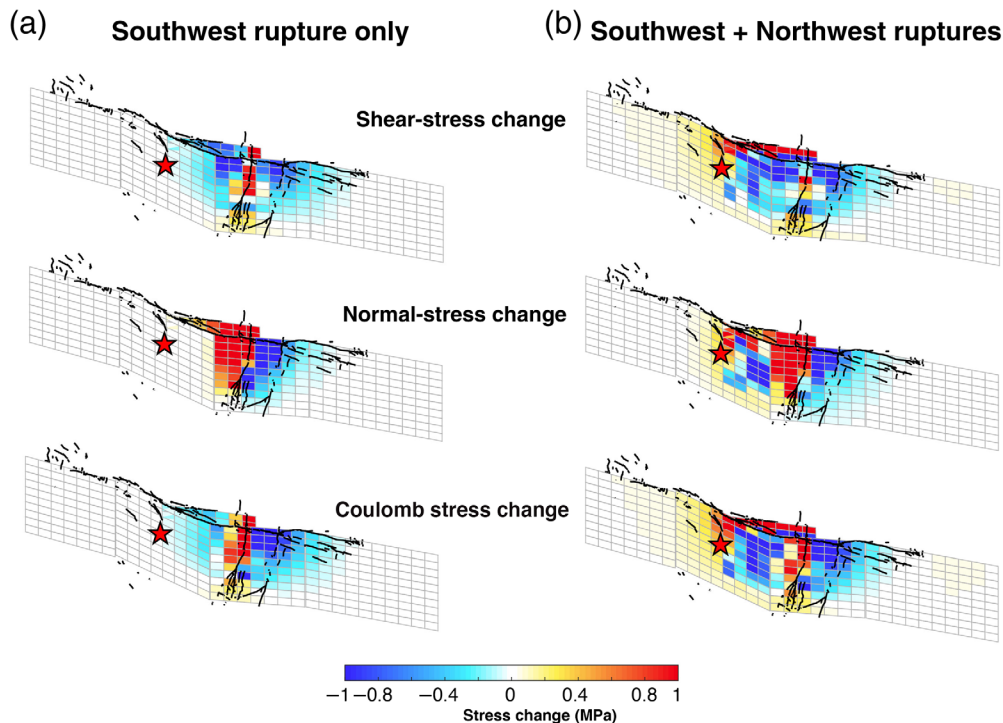 (a) Southwest rupture only
(b) Southwest + Northwest ruptures
Shear-stress change
Normal-stress change
Coulomb stress change
−1 −0.8 −0.4 0 0.4 0.8 1
Stress change (MPa)